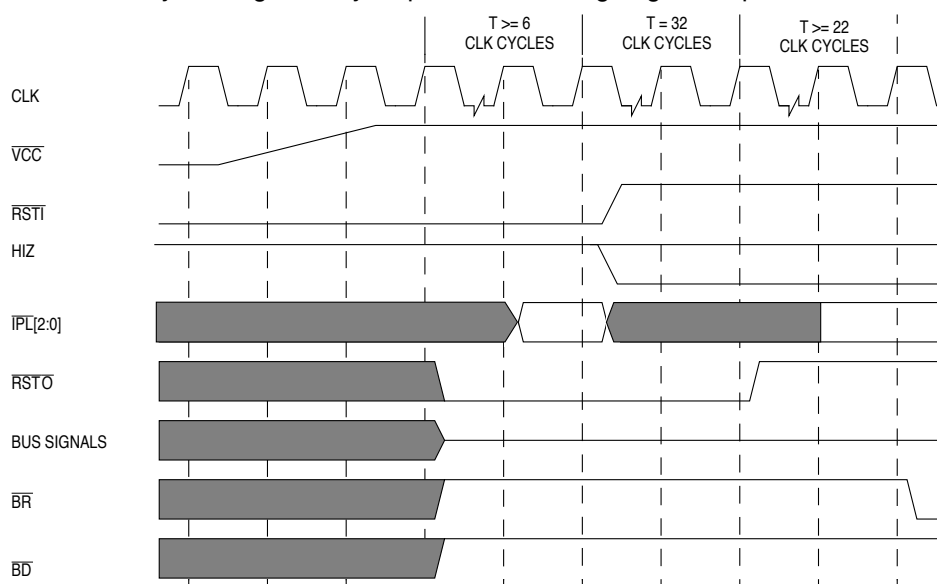 T >= 6
CLK CYCLES
T = 32
CLK CYCLES
T >= 22
CLK CYCLES
CLK
VCC
RSTI
HIZ
IPL[2:0]
RSTO
BUS SIGNALS
BR
BD